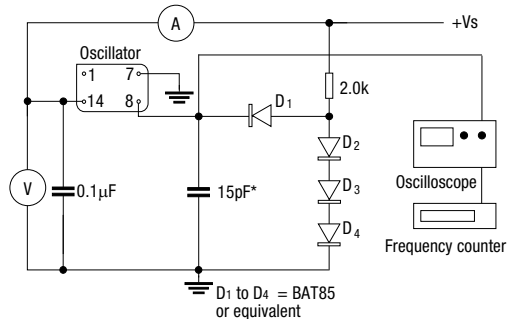 A
+Vs
Oscillator
1 7
14 8
D1
2.0k
D2
V
0.1µF
15pF*
D3
Oscilloscope
D4
Frequency counter
D1 to D4 = BAT85
or equivalent